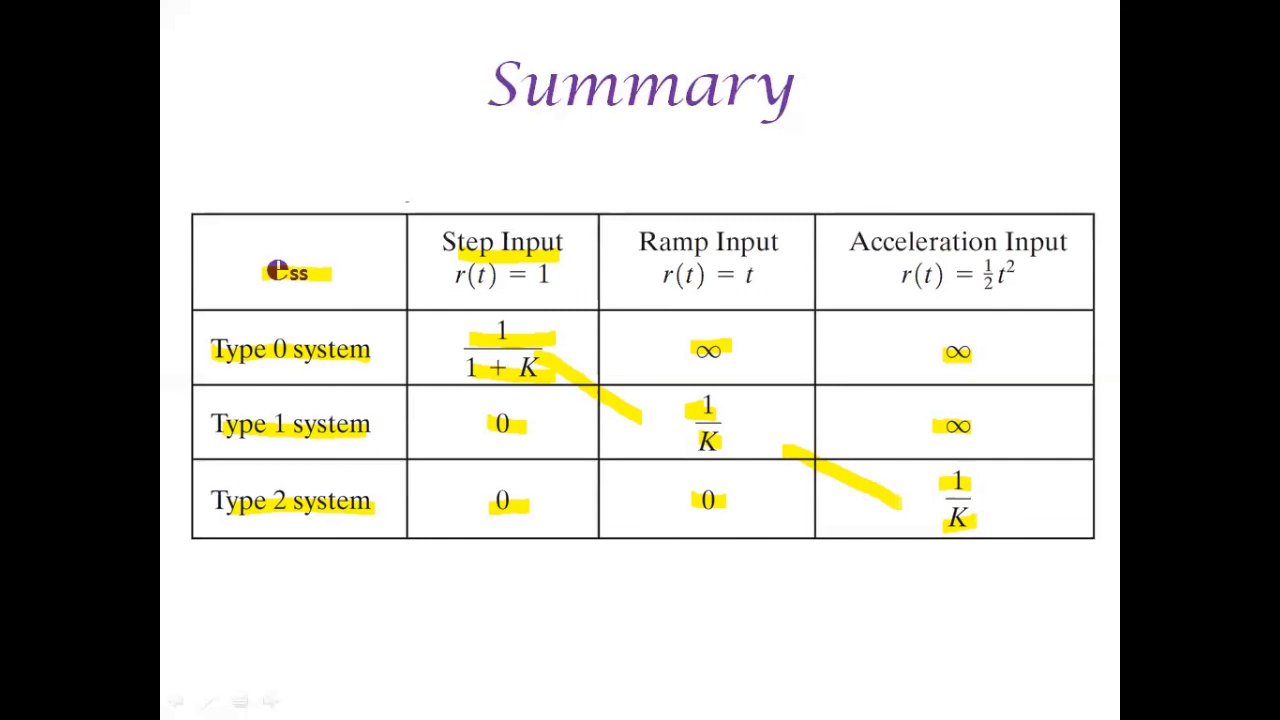 Summary
ess
Step Input
r(t) = 1
Ramp Input
r(t) = t
Acceleration Input
r(t) = ½t²
Type 0 system
1
1 + K
∞
∞
Type 1 system
0
1
K
∞
Type 2 system
0
0
1
K